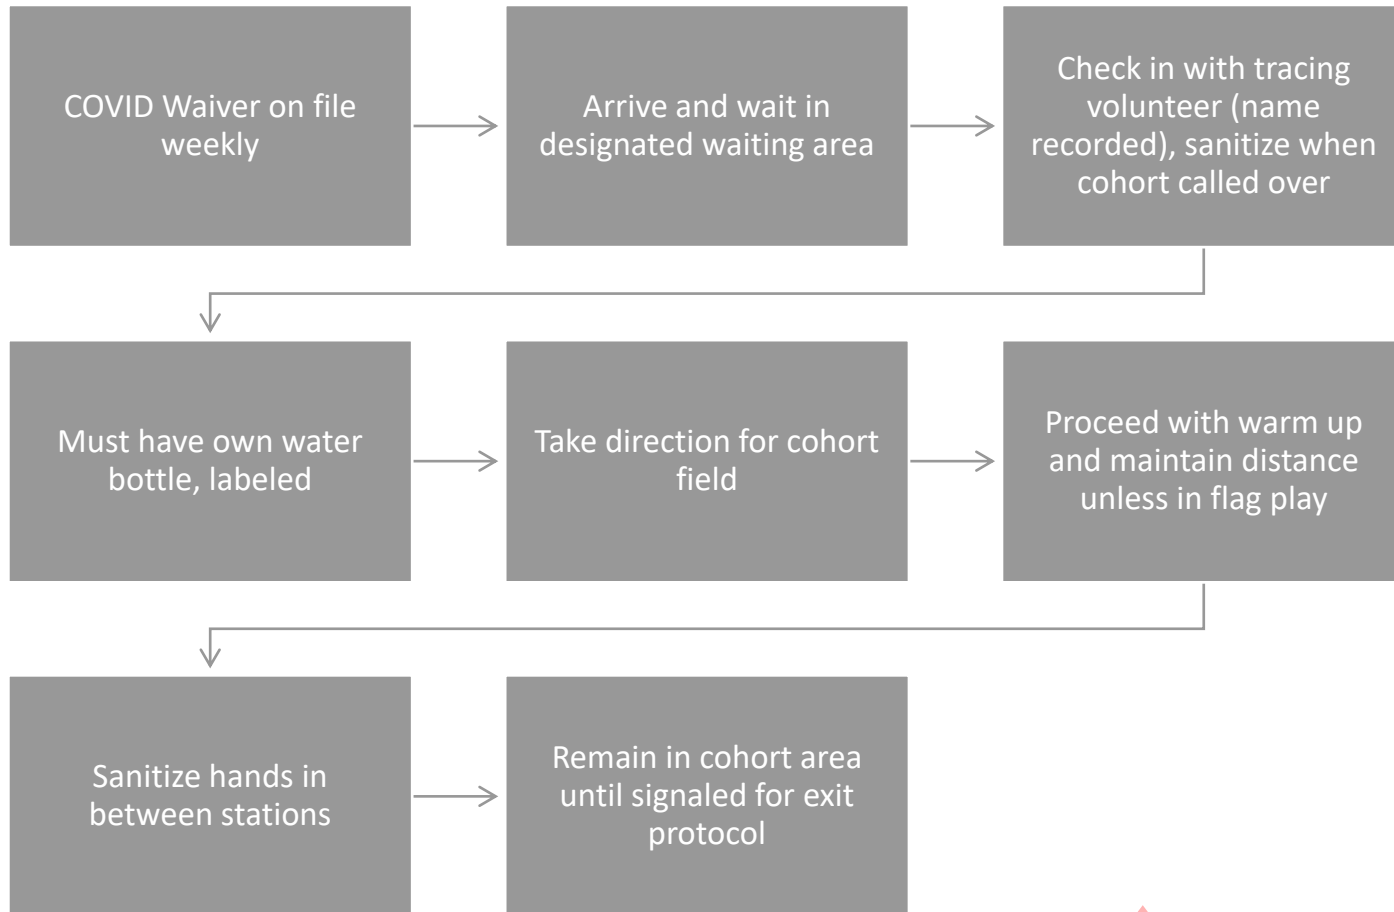 COVID Waiver on file
weekly
Arrive and wait in
designated waiting area
Check in with tracing
volunteer (name
recorded), sanitize when
cohort called over
Must have own water
bottle, labeled
Take direction for cohort
field
Proceed with warm up
and maintain distance
unless in flag play
Sanitize hands in
between stations
Remain in cohort area
until signaled for exit
protocol